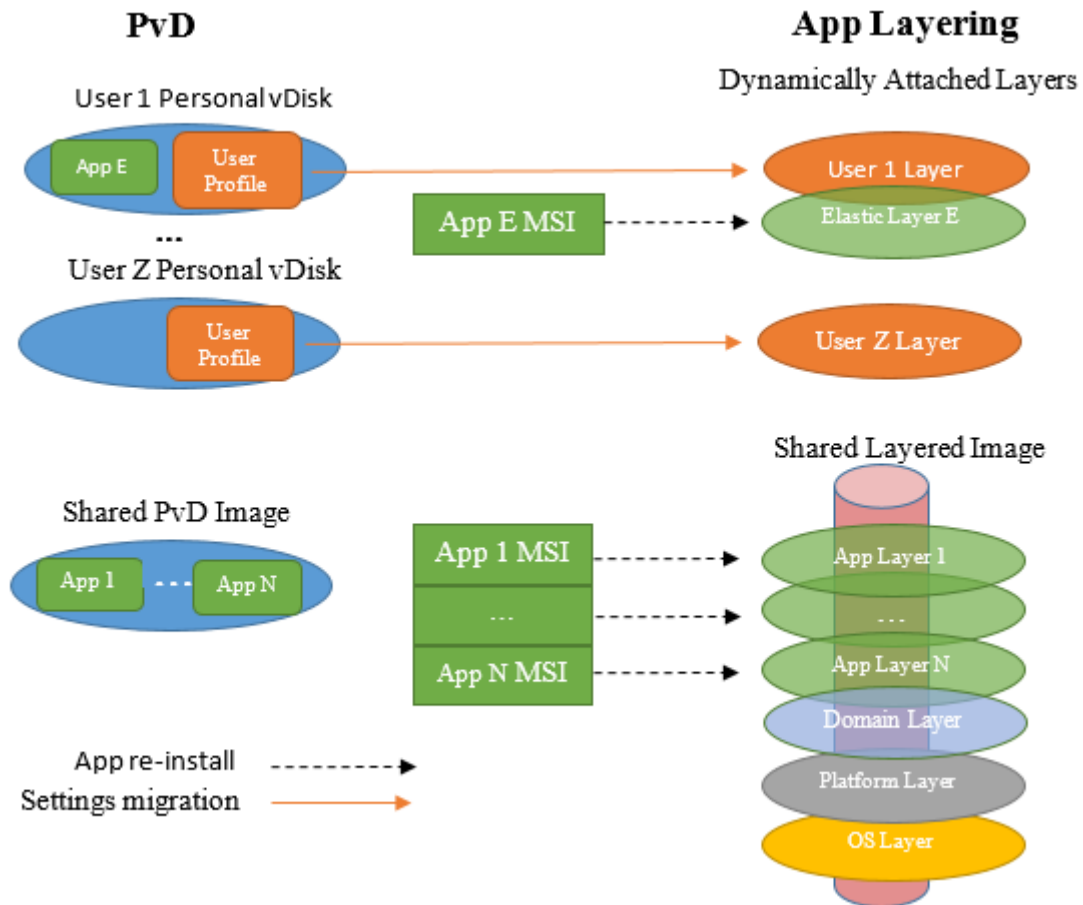 PvD
App Layering
Dynamically Attached Layers
User 1 Personal vDisk
App E
User
Profile
User 1 Layer
App E MSI
Elastic Layer E
...
User Z Personal vDisk
User
Profile
User Z Layer
Shared Layered Image
Shared PvD Image
App 1
---
App N
App 1 MSI
App Layer 1
...
...
App N MSI
App Layer N
Domain Layer
App re-install
Platform Layer
Settings migration
OS Layer